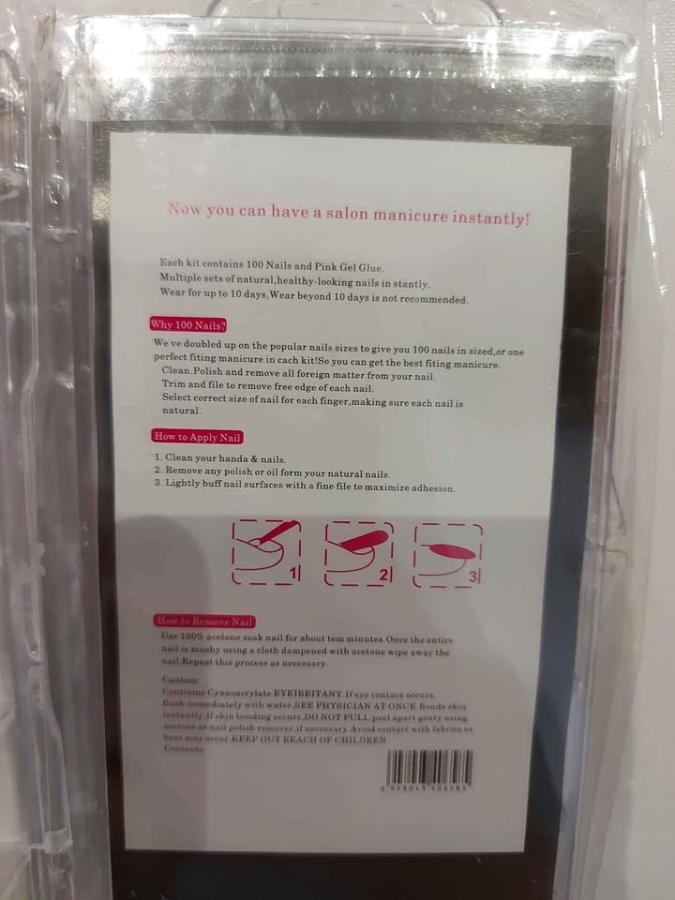 Now you can have a salon manicure instantly!
Each kit contains 100 Nails and Pink Gel Glue.
Multiple sets of natural,healthy-looking nails in stantly.
Wear for up to 10 days,Wear beyond 10 days is not recommended.
Why 100 Nails?
We ve doubled up on the popular nails sizes to give you 100 nails in sized,or one
perfect fiting manicure in cach kit!So you can get the best fiting manicure.
Clean.Polish and remove all foreign matter from your nail.
Trim and file to remove free edge of each nail.
Select correct size of nail for each finger,making sure each nail is
natural.
How to Apply Nail
1. Clean your handa & nails.
2. Remove any polish or oil form your natural nails.
3. Lightly buff nail surfaces with a fine file to maximize adhesion.
1 2 3
How to Remove Nail
Use 100% acetone soak nail for about tem minutes.Once the entire
nail is mushy using a cloth dampened with acetone wipe away the
nail.Repeat this process as necessary.
Caution:
Contains Cyanoacrylate EYEIREITANY.If eye contace occurs,
flush immediately with water.SEE PHYSICIAN AT ONCE Bonds skin
instantly.If skin bonding occurs,DO NOT PULL:peel apart genty using
acetone as nail polish remover,if necessary Avoid contact with fabrics as
heat may occur KEEP OUT REACH OF CHILDREN
Contents